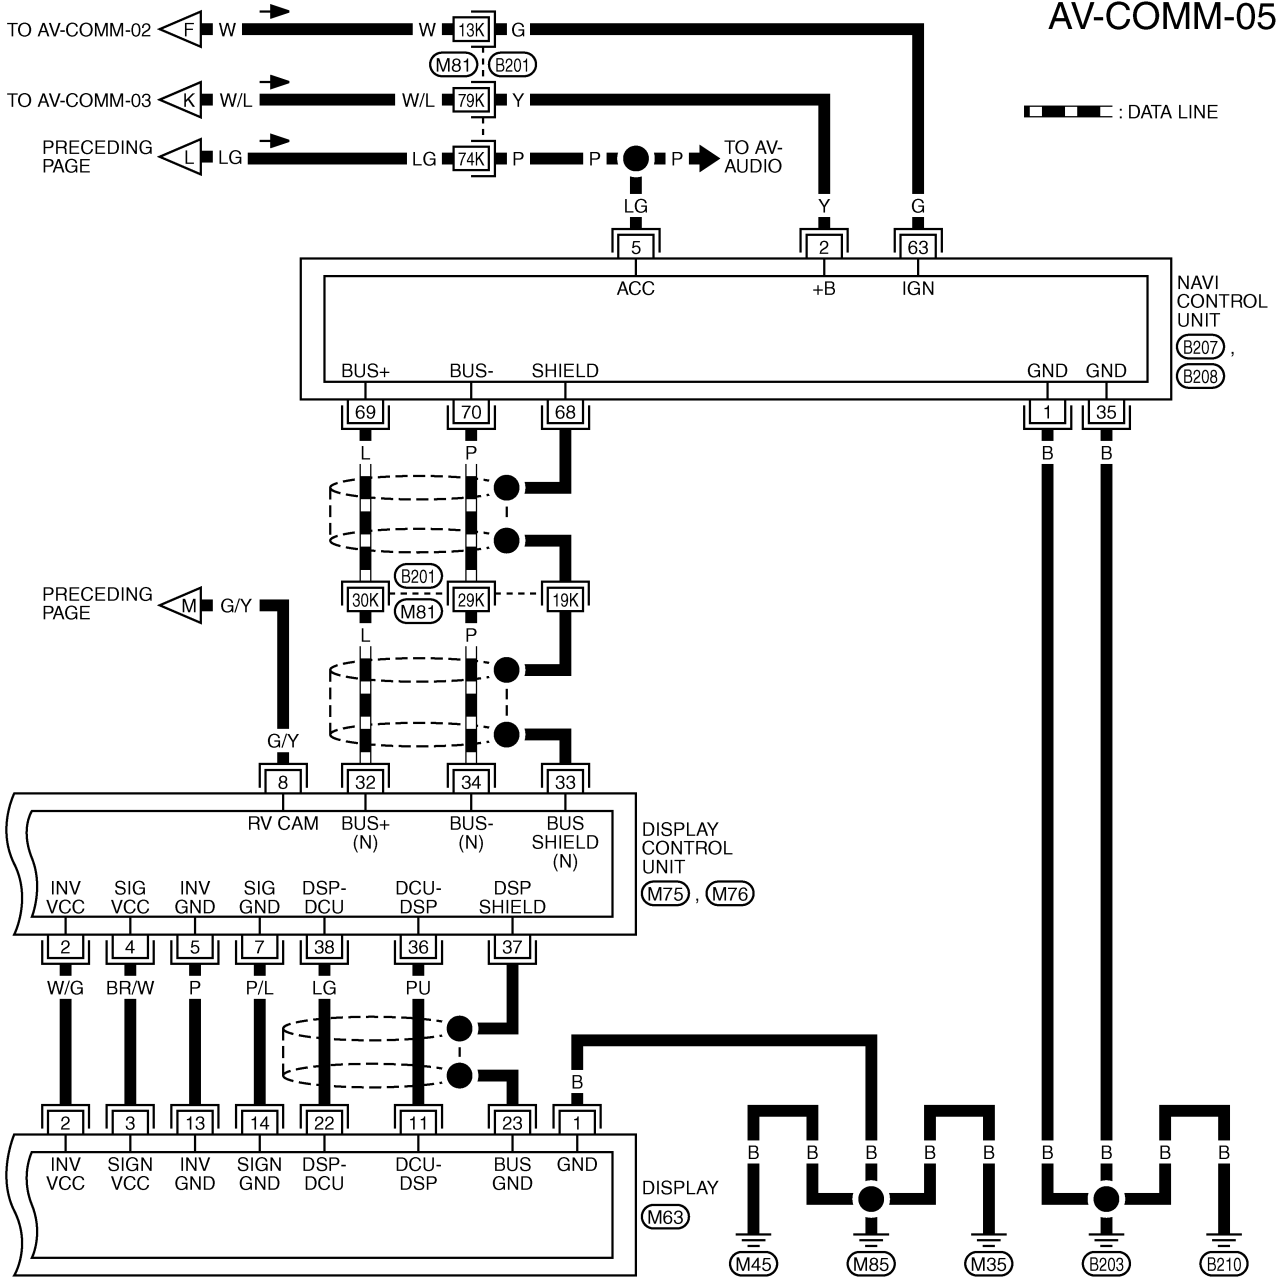 AV-COMM-05
TO AV-COMM-02 F W W 13K G
M81 B201
TO AV-COMM-03 K W/L W/L 79K Y
: DATA LINE
PRECEDING
PAGE
L LG LG 74K P P P
TO AV-
AUDIO
LG Y G
5 2 63
ACC +B IGN
NAVI
CONTROL
UNIT
B207 ,
B208
BUS+ BUS- SHIELD GND GND
69 70 68 1 35
L P B B
B201
30K 29K 19K
M81
PRECEDING
PAGE
M G/Y
L P
G/Y
8 32 34 33
RV CAM
BUS+
(N)
BUS-
(N)
BUS
SHIELD
(N)
DISPLAY
CONTROL
UNIT
M75 , M76
INV
VCC
SIG
VCC
INV
GND
SIG
GND
DSP-
DCU
DCU-
DSP
DSP
SHIELD
2 4 5 7 38 36 37
W/G BR/W P P/L LG PU
B
2 3 13 14 22 11 23 1
INV
VCC
SIGN
VCC
INV
GND
SIGN
GND
DSP-
DCU
DCU-
DSP
BUS
GND
GND
DISPLAY
M63
B B B B B B B B B
M45 M85 M35 B203 B210